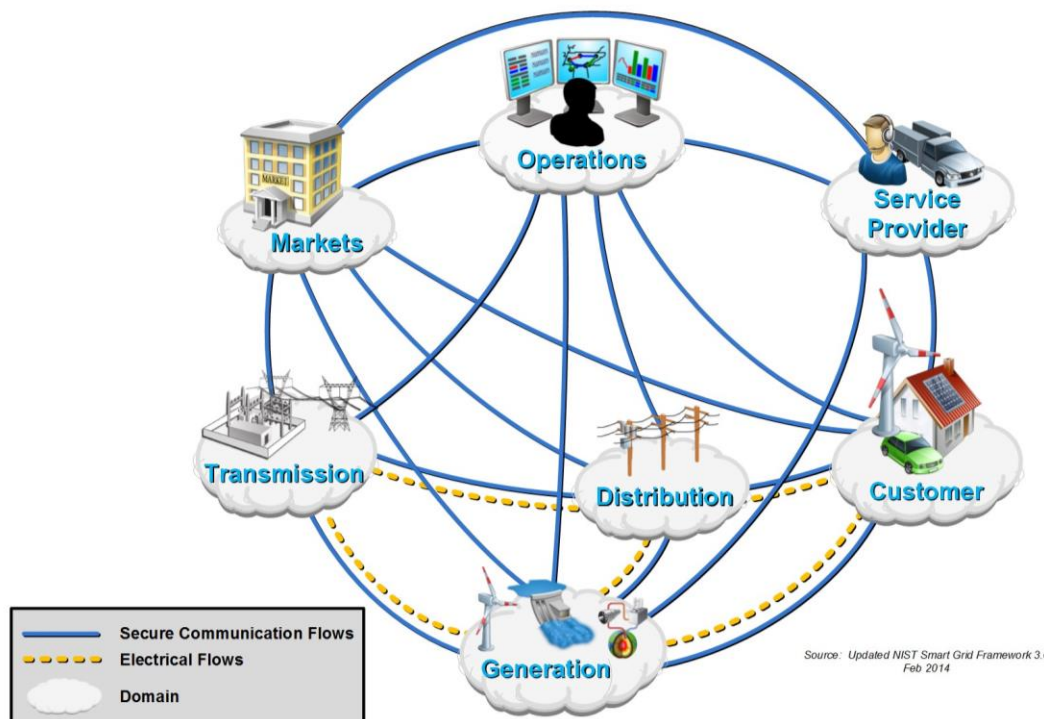 Operations
MARKET
Markets
Service
Provider
Transmission
Distribution
Customer
Generation
Secure Communication Flows
Electrical Flows
Domain
Source: Updated NIST Smart Grid Framework 3.
Feb 2014